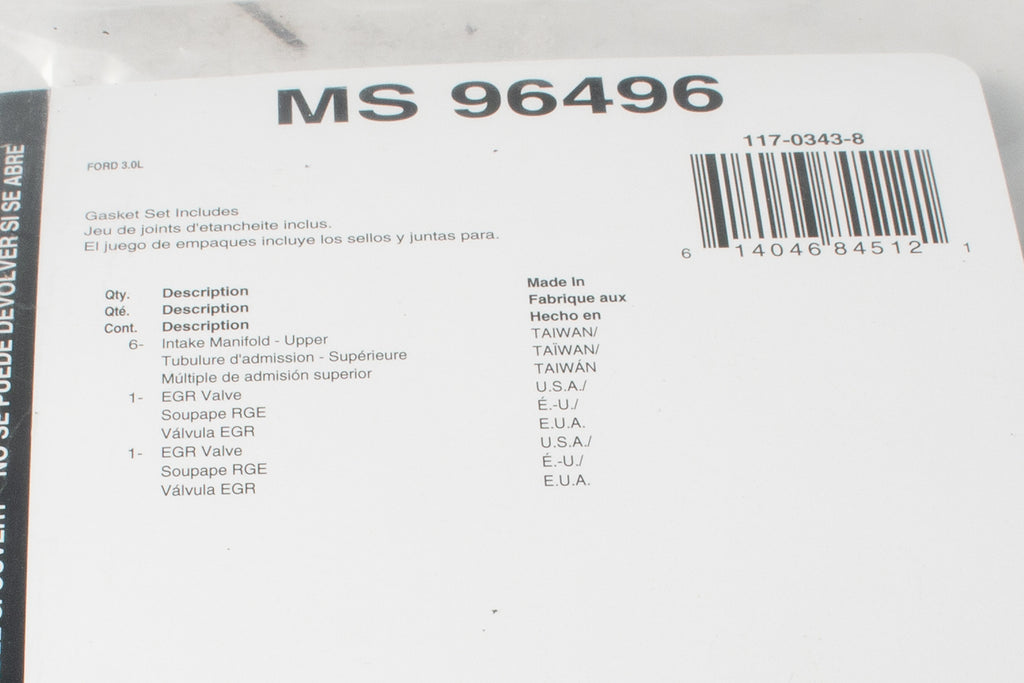 MS 96496
117-0343-8
FORD 3.0L
6 14046 84512 1
Gasket Set Includes
Jeu de joints d'etancheite inclus.
El juego de empaques incluye los sellos y juntas para.
Qty. Description Made In
Qté. Description Fabrique aux
Cont. Description Hecho en
6- Intake Manifold - Upper TAIWAN/
Tubulure d'admission - Supérieure TAÏWAN/
Múltiple de admisión superior TAIWÁN
1- EGR Valve U.S.A./
Soupape RGE É.-U./
Válvula EGR E.U.A.
1- EGR Valve U.S.A./
Soupape RGE É.-U./
Válvula EGR E.U.A.
NO SE PUEDE DEVOLVER SI SE ABRE